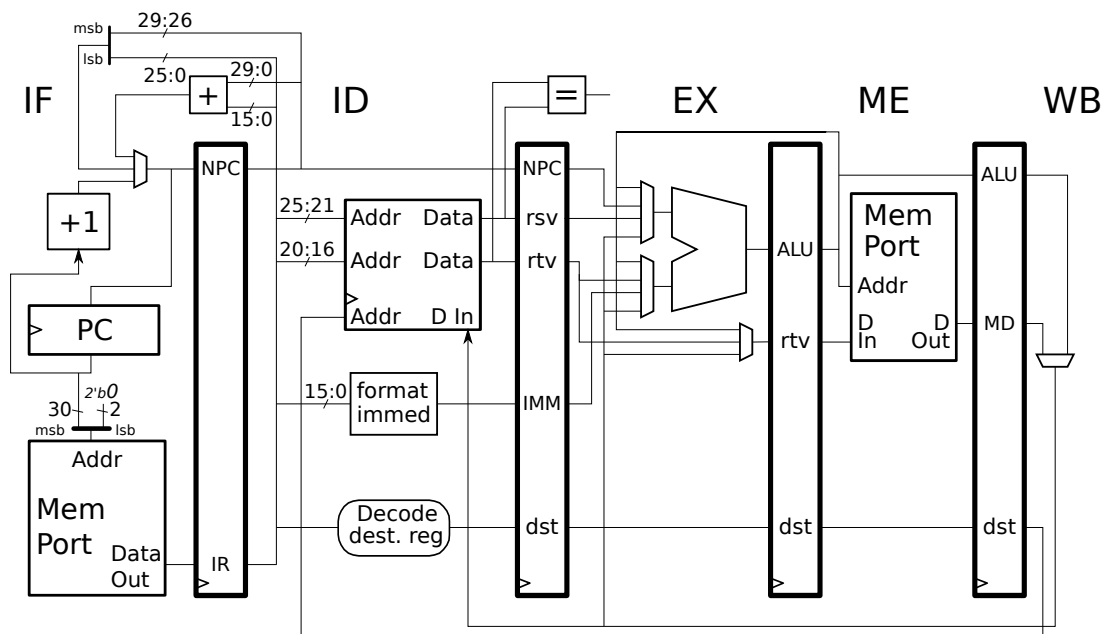 msb
29:26
lsb
25:0
29:0
15:0
+
=
IF
ID
EX
ME
WB
NPC
NPC
ALU
+1
25:21
Addr
Data
rsv
Mem
Port
20:16
Addr
Data
rtv
ALU
Addr
Addr
D In
PC
D
In
D
Out
MD
rtv
2'b0
30
2
msb
lsb
15:0
format
immed
IMM
Addr
Mem
Port
Data
Out
IR
Decode
dest. reg
dst
dst
dst